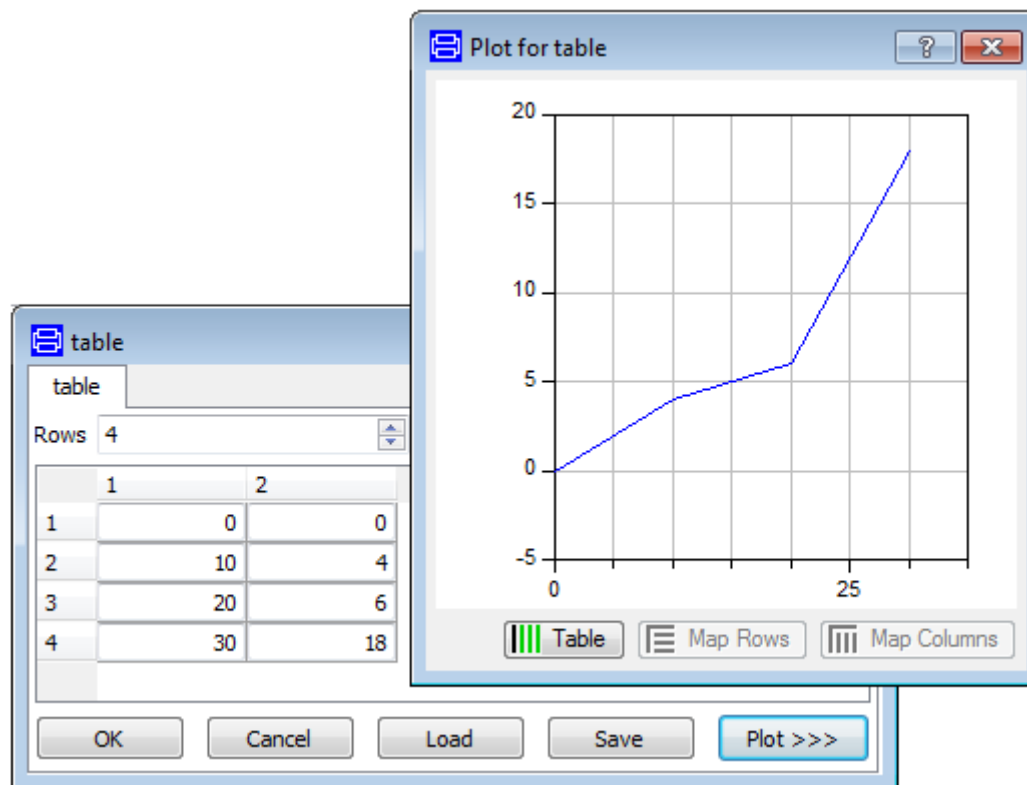 Plot for table
20
15
10
5
0
-5
0 25
Table Map Rows Map Columns
table
table
Rows 4
1 2
1 0 0
2 10 4
3 20 6
4 30 18
OK Cancel Load Save Plot >>>